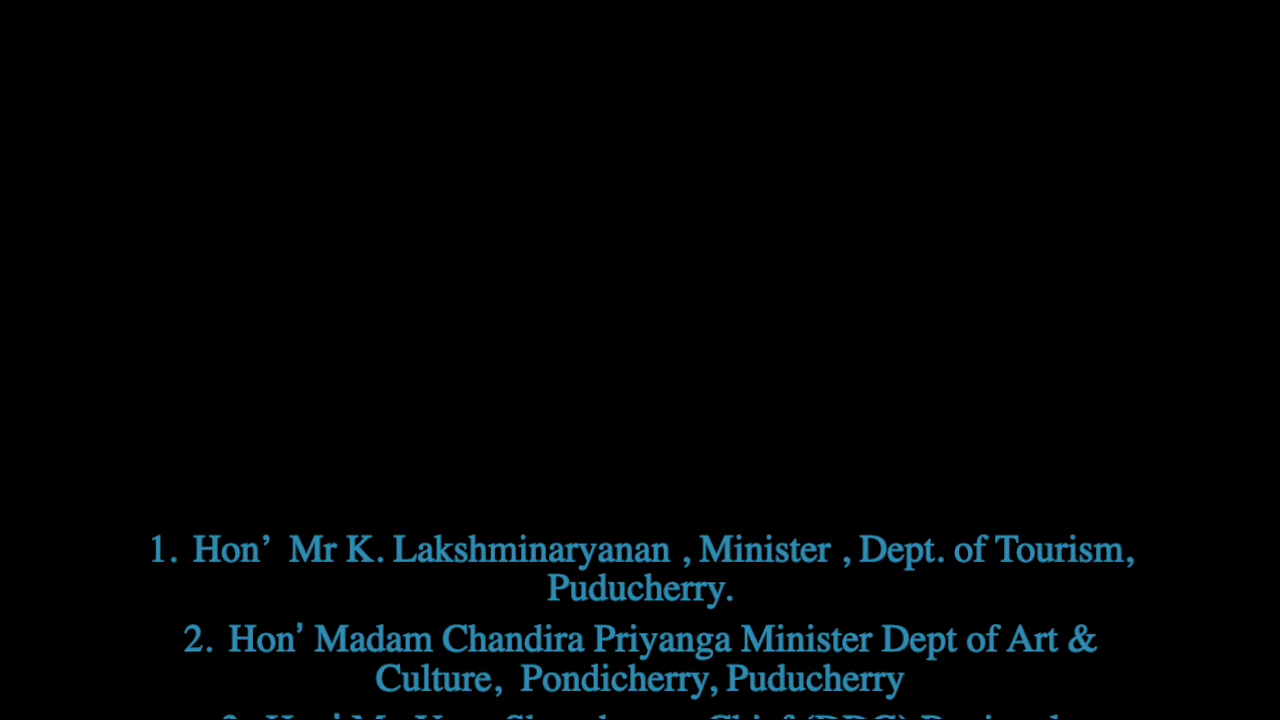 1. Hon’ Mr K. Lakshminaryanan , Minister , Dept. of Tourism,
Puducherry.
2. Hon’ Madam Chandira Priyanga Minister Dept of Art &
Culture, Pondicherry, Puducherry